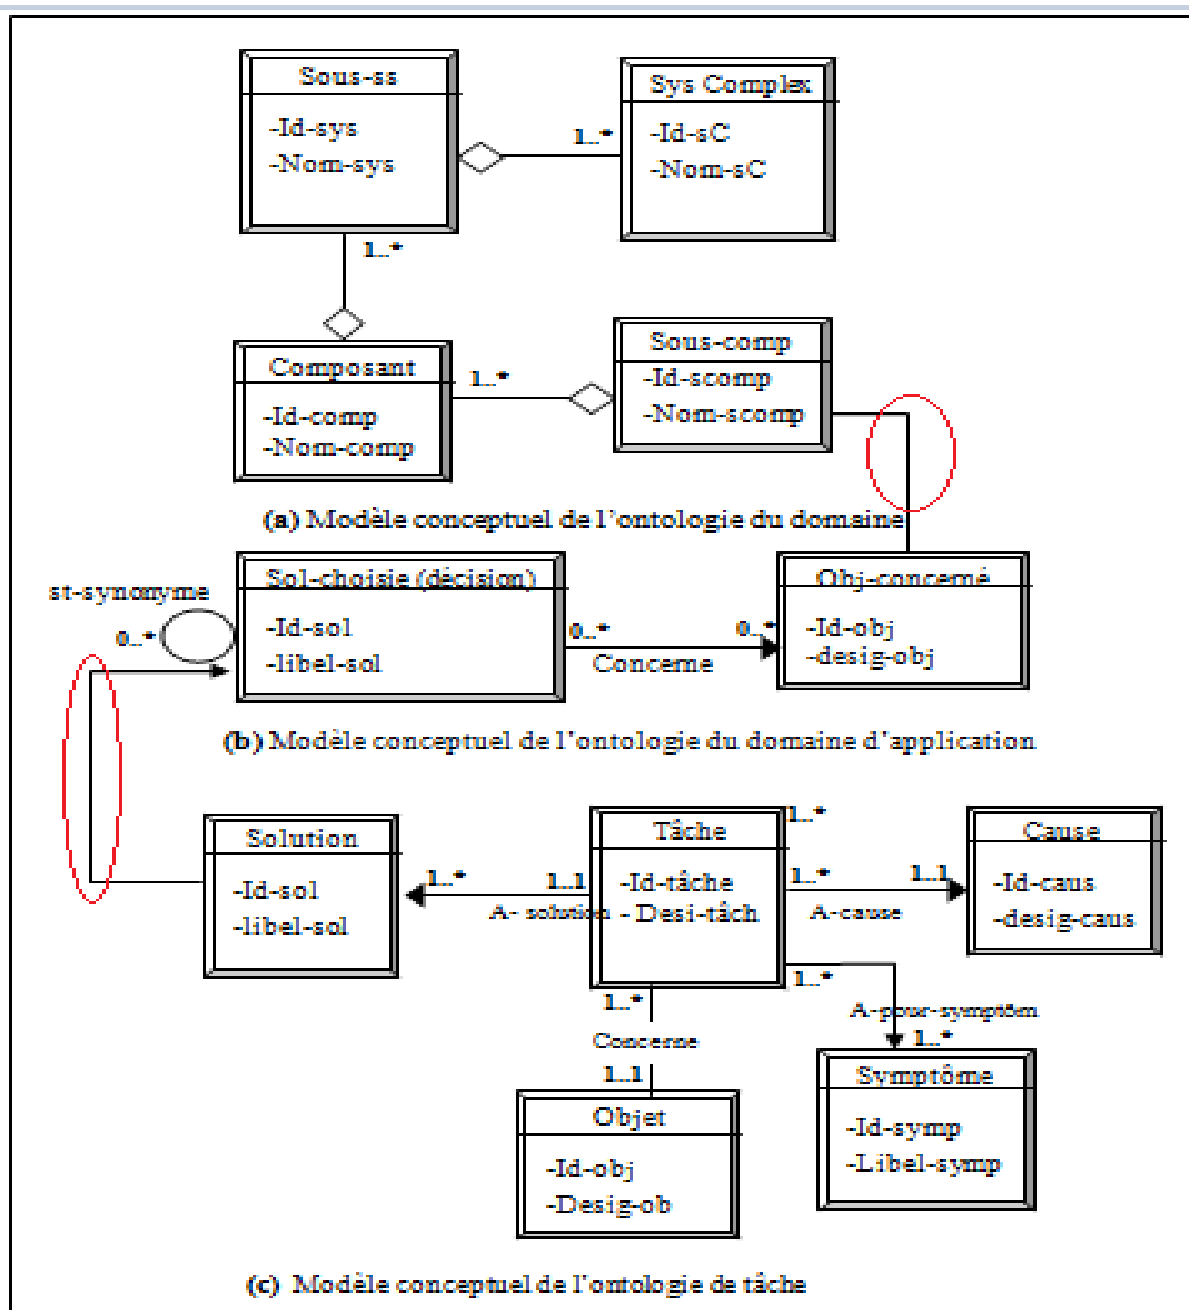 Sous-ss
-Id-sys
-Nom-sys
1..*
Sys Complex
-Id-sC
-Nom-sC
1..*
Composant
-Id-comp
-Nom-comp
1..*
Sous-comp
-Id-scomp
-Nom-scomp
(a) Modèle conceptuel de l'ontologie du domaine
st-synonyme
0..*
Sol-choisie (décision)
-Id-sol
-libel-sol
0..*
Concerne
0..*
Obj-concerné
-Id-obj
-desig-obj
(b) Modèle conceptuel de l'ontologie du domaine d'application
Solution
-Id-sol
-libel-sol
1..*
1..1
A- solution
Tâche
-Id-tâche
- Desi-tâch
1..*
1..*
1..1
A-cause
Cause
-Id-caus
-desig-caus
1..*
A-pour-symptôm
1..*
1..*
Concerne
1..1
Symptôme
-Id-symp
-Libel-symp
Objet
-Id-obj
-Desig-ob
(c) Modèle conceptuel de l'ontologie de tâche